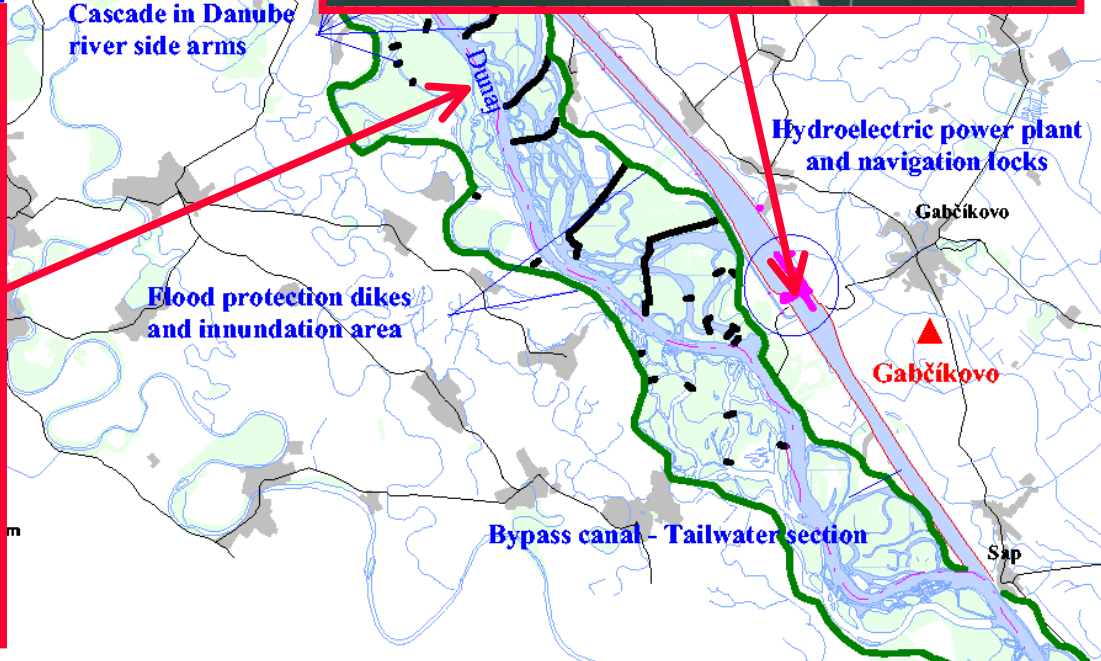 Cascade in Danube
river side arms
Dunaj
Hydroelectric power plant
and navigation locks
Gabčíkovo
Flood protection dikes
and innundation area
Gabčíkovo
Bypass canal - Tailwater section
m
Sap